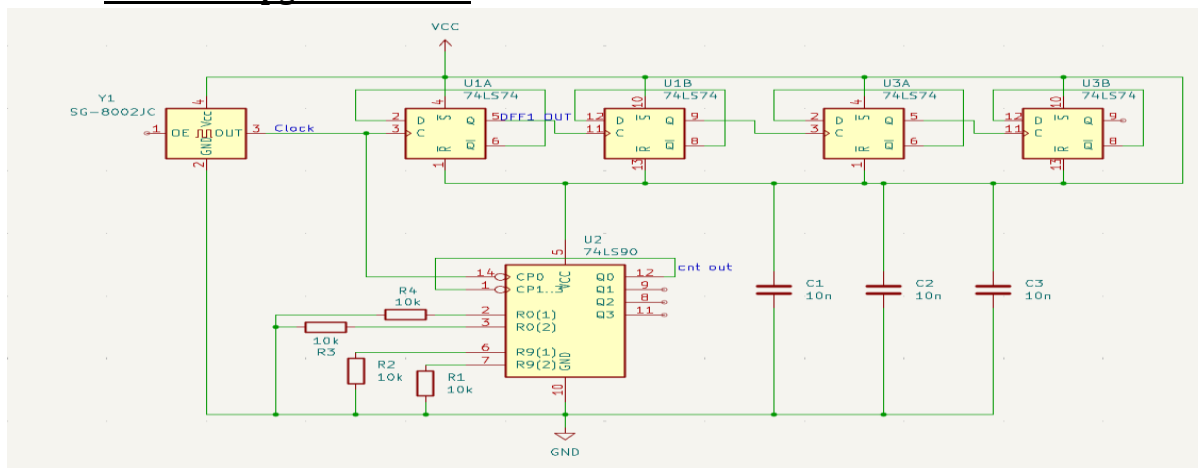 VCC
Y1
SG-8002JC
4
Vcc
1
OE
OUT
3
Clock
GND
2
U1A
74LS74
4
2
D
S
Q
5
DFF1 OUT
3
C
Q
6
R
1
U1B
74LS74
10
12
D
S
Q
9
11
C
Q
8
R
13
U3A
74LS74
4
2
D
S
Q
5
3
C
Q
6
R
1
U3B
74LS74
10
12
D
S
Q
9
11
C
Q
8
R
13
U2
74LS90
5
VCC
14
CP0
Q0
12
cnt out
1
CP1..3
Q1
9
Q2
8
R4
10k
2
R0(1)
Q3
11
3
R0(2)
10k
R3
6
R9(1)
7
R9(2)
GND
10
R2
10k
R1
10k
C1
10n
C2
10n
C3
10n
GND